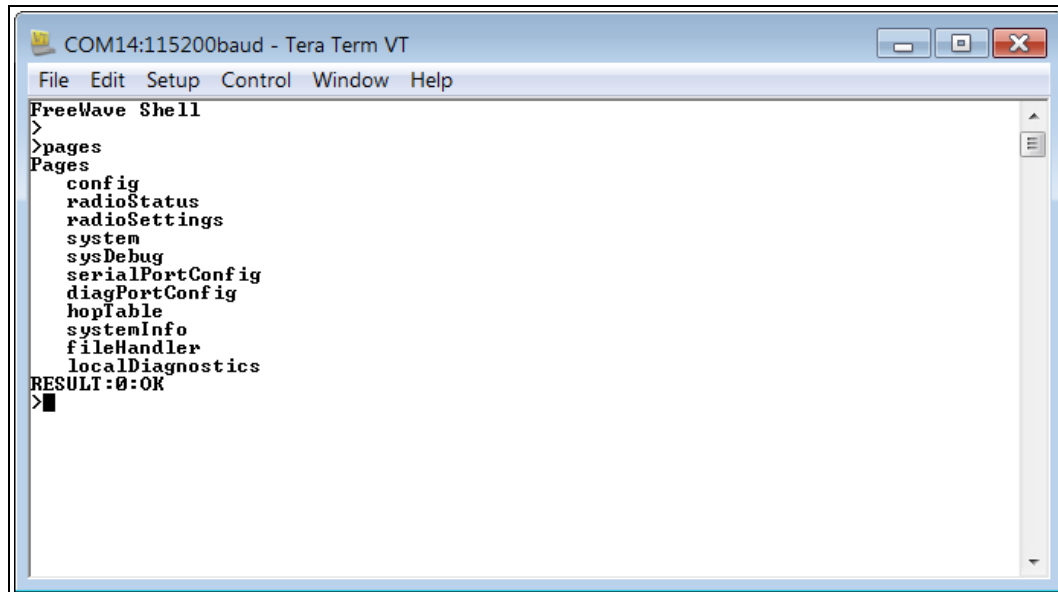 COM14:115200baud - Tera Term VT
File Edit Setup Control Window Help
FreeWave Shell
>
>pages
Pages
   config
   radioStatus
   radioSettings
   system
   sysDebug
   serialPortConfig
   diagPortConfig
   hopTable
   systemInfo
   fileHandler
   localDiagnostics
RESULT:0:OK
>